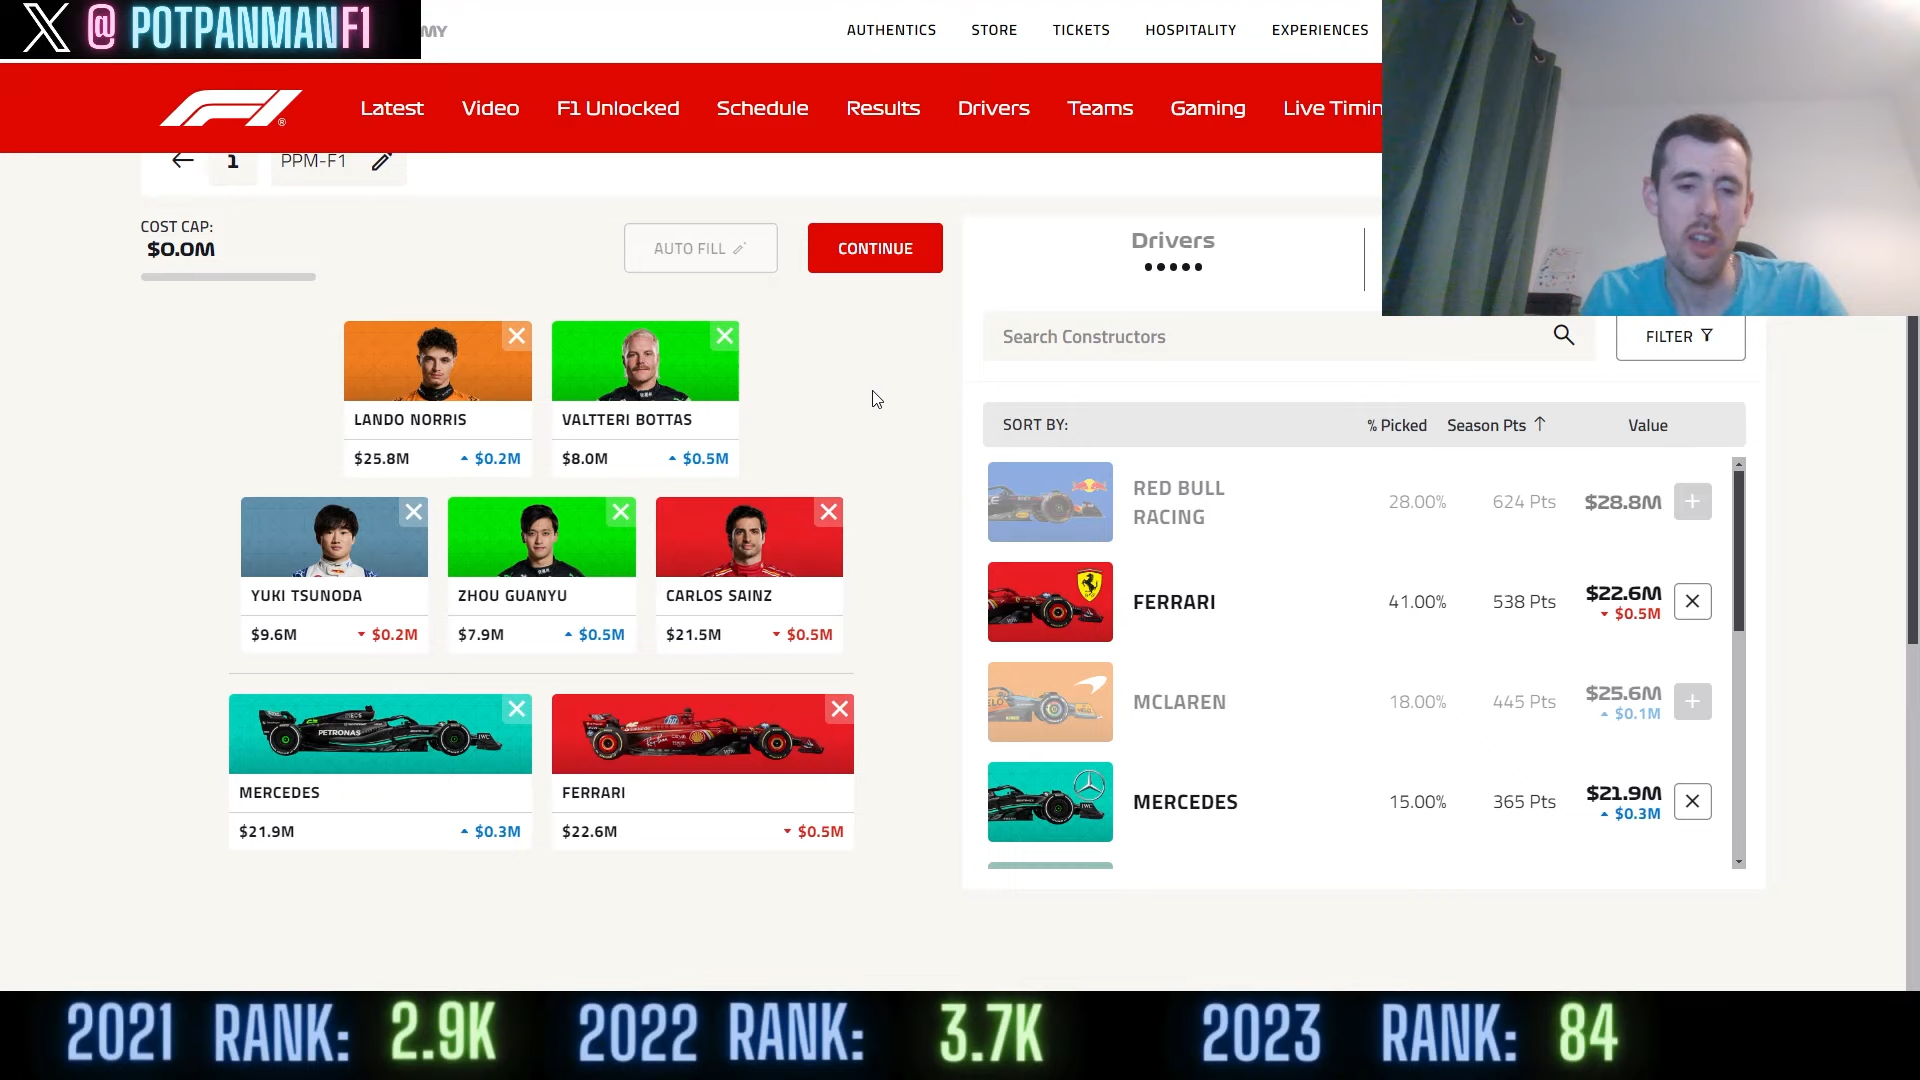 @ POTPANMANF1
MY
AUTHENTICS STORE TICKETS HOSPITALITY EXPERIENCES
F1 Latest Video F1 Unlocked Schedule Results Drivers Teams Gaming Live Timin
1 PPM-F1
COST CAP:
$0.0M
AUTO FILL
CONTINUE
Drivers
Search Constructors
FILTER
SORT BY: % Picked Season Pts Value
LANDO NORRIS
$25.8M $0.2M
VALTTERI BOTTAS
$8.0M $0.5M
YUKI TSUNODA
$9.6M $0.2M
ZHOU GUANYU
$7.9M $0.5M
CARLOS SAINZ
$21.5M $0.5M
PETRONAS
MERCEDES
$21.9M $0.3M
FERRARI
$22.6M $0.5M
RED BULL
RACING
28.00% 624 Pts $28.8M
FERRARI 41.00% 538 Pts $22.6M
$0.5M
MCLAREN 18.00% 445 Pts $25.6M
$0.1M
MERCEDES 15.00% 365 Pts $21.9M
$0.3M
2021 RANK: 2.9K 2022 RANK: 3.7K 2023 RANK: 84